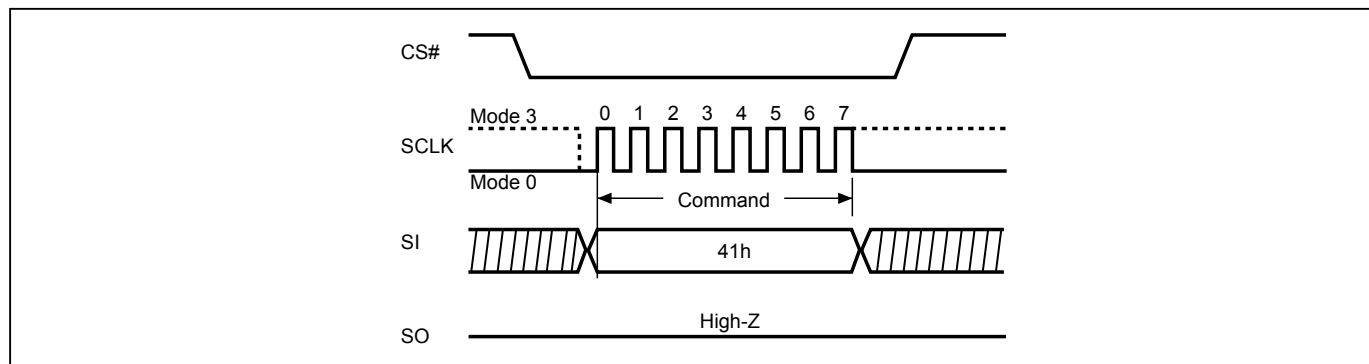 CS#
Mode 3
0 1 2 3 4 5 6 7
SCLK
Mode 0
Command
SI
41h
High-Z
SO